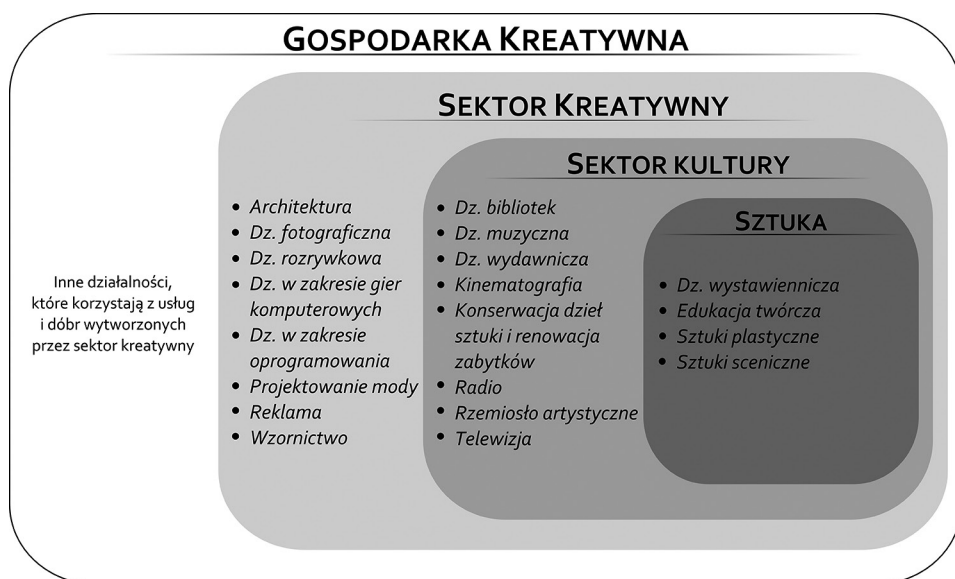 GOSPODARKA KREATYWNA
SEKTOR KREATYWNY
SEKTOR KULTURY
SZTUKA
Inne działalności,
które korzystają z usług
i dóbr wytworzonych
przez sektor kreatywny
• Architektura
• Dz. fotograficzna
• Dz. rozrywkowa
• Dz. w zakresie gier
komputerowych
• Dz. w zakresie
oprogramowania
• Projektowanie mody
• Reklama
• Wzornictwo
• Dz. bibliotek
• Dz. muzyczna
• Dz. wydawnicza
• Kinematografia
• Konserwacja dzieł
sztuki i renowacja
zabytków
• Radio
• Rzemiosło artystyczne
• Telewizja
• Dz. wystawiennicza
• Edukacja twórcza
• Sztuki plastyczne
• Sztuki sceniczne